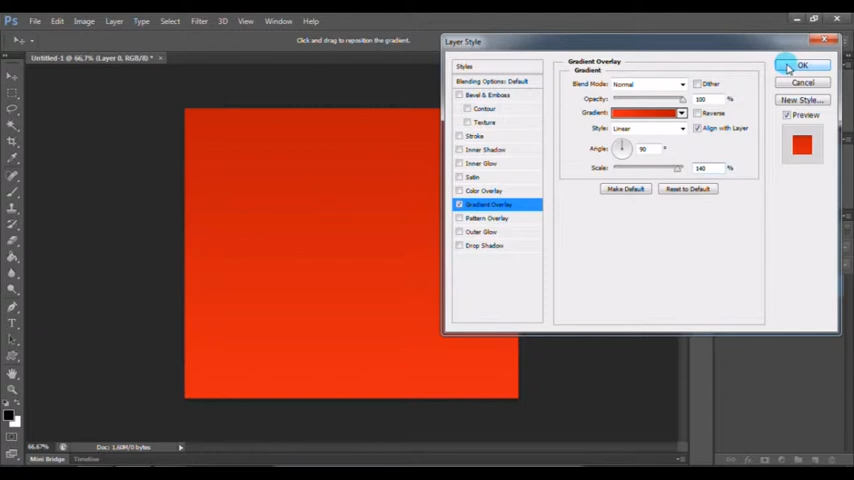 Ps File Edit Image Layer Type Select Filter 3D View Window Help
Click and drag to reposition the gradient.
Untitled-1 @ 66,7% (Layer 0, RGB/8) * ×
Layer Style
Styles
Blending Options: Default
Bevel & Emboss
Contour
Texture
Stroke
Inner Shadow
Inner Glow
Satin
Color Overlay
Gradient Overlay
Pattern Overlay
Outer Glow
Drop Shadow
Gradient Overlay
Gradient
Blend Mode: Normal Dither
Opacity: 100 %
Gradient: Reverse
Style: Linear Align with Layer
Angle: 90 °
Scale: 140 %
Make Default Reset to Default
OK
Cancel
New Style...
Preview
66,67% Doc: 1,60M/0 bytes
Mini Bridge Timeline